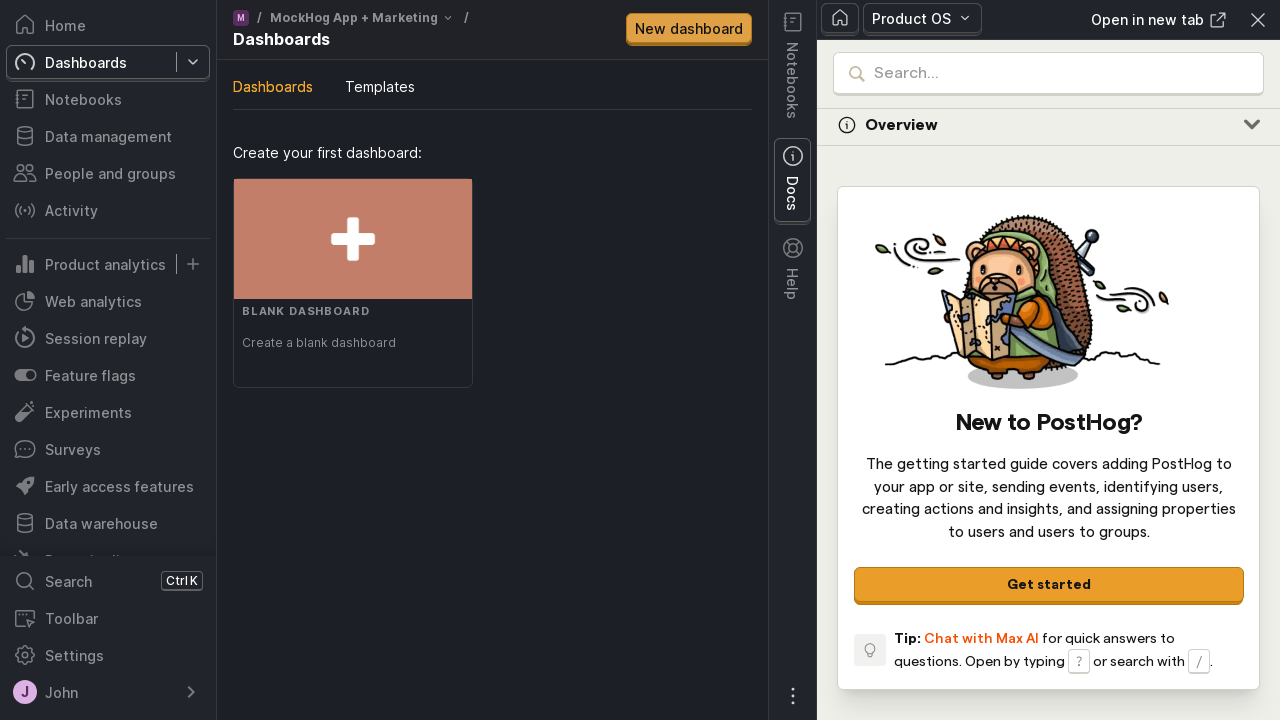 Home
Dashboards
Notebooks
Data management
People and groups
Activity
Product analytics
Web analytics
Session replay
Feature flags
Experiments
Surveys
Early access features
Data warehouse
Search Ctrl K
Toolbar
Settings
J John
M / MockHog App + Marketing /
Dashboards
New dashboard
Dashboards Templates
Create your first dashboard:
BLANK DASHBOARD
Create a blank dashboard
Notebooks
Docs
Help
Product OS
Open in new tab
Search...
Overview
New to PostHog?
The getting started guide covers adding PostHog to
your app or site, sending events, identifying users,
creating actions and insights, and assigning properties
to users and users to groups.
Get started
Tip: Chat with Max AI for quick answers to
questions. Open by typing ? or search with / .